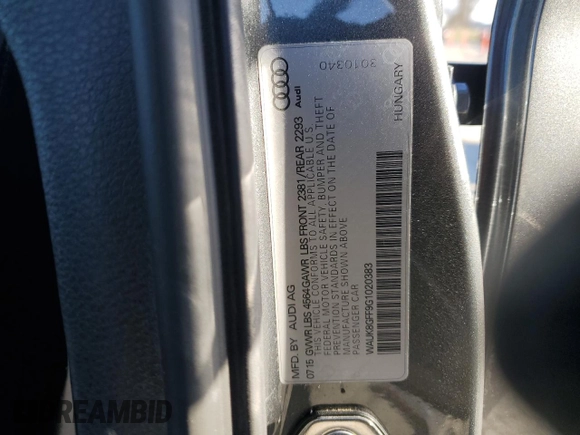 MFD. BY AUDI AG Audi
07 15 GVWR LBS 4564 GAWR LBS FRONT 2381/REAR 2293
THIS VEHICLE CONFORMS TO ALL APPLICABLE U.S.
FEDERAL MOTOR VEHICLE SAFETY, BUMPER AND THEFT
PREVENTION STANDARDS IN EFFECT ON THE DATE OF
MANUFACTURE SHOWN ABOVE
PASSENGER CAR
WAUK8GFF9G1020383
3010340
HUNGARY
DREAMBID